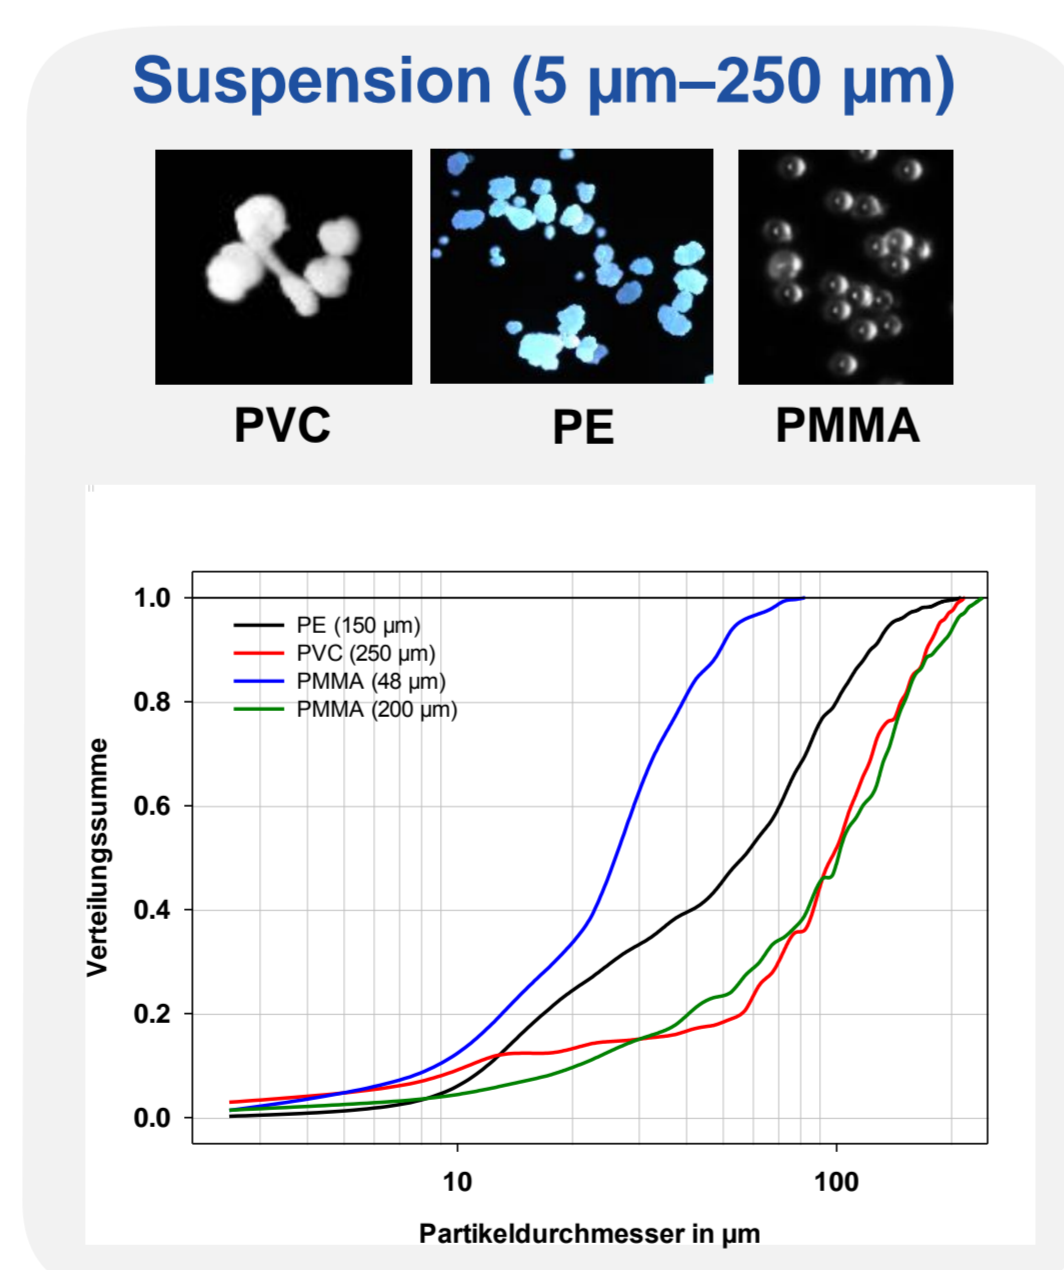 Suspension (5 µm–250 µm)
PVC PE PMMA
1.0
PE (150 µm)
PVC (250 µm)
PMMA (48 µm)
PMMA (200 µm)
0.8
0.6
0.4
0.2
0.0
Verteilungssumme
10 100
Partikeldurchmesser in µm